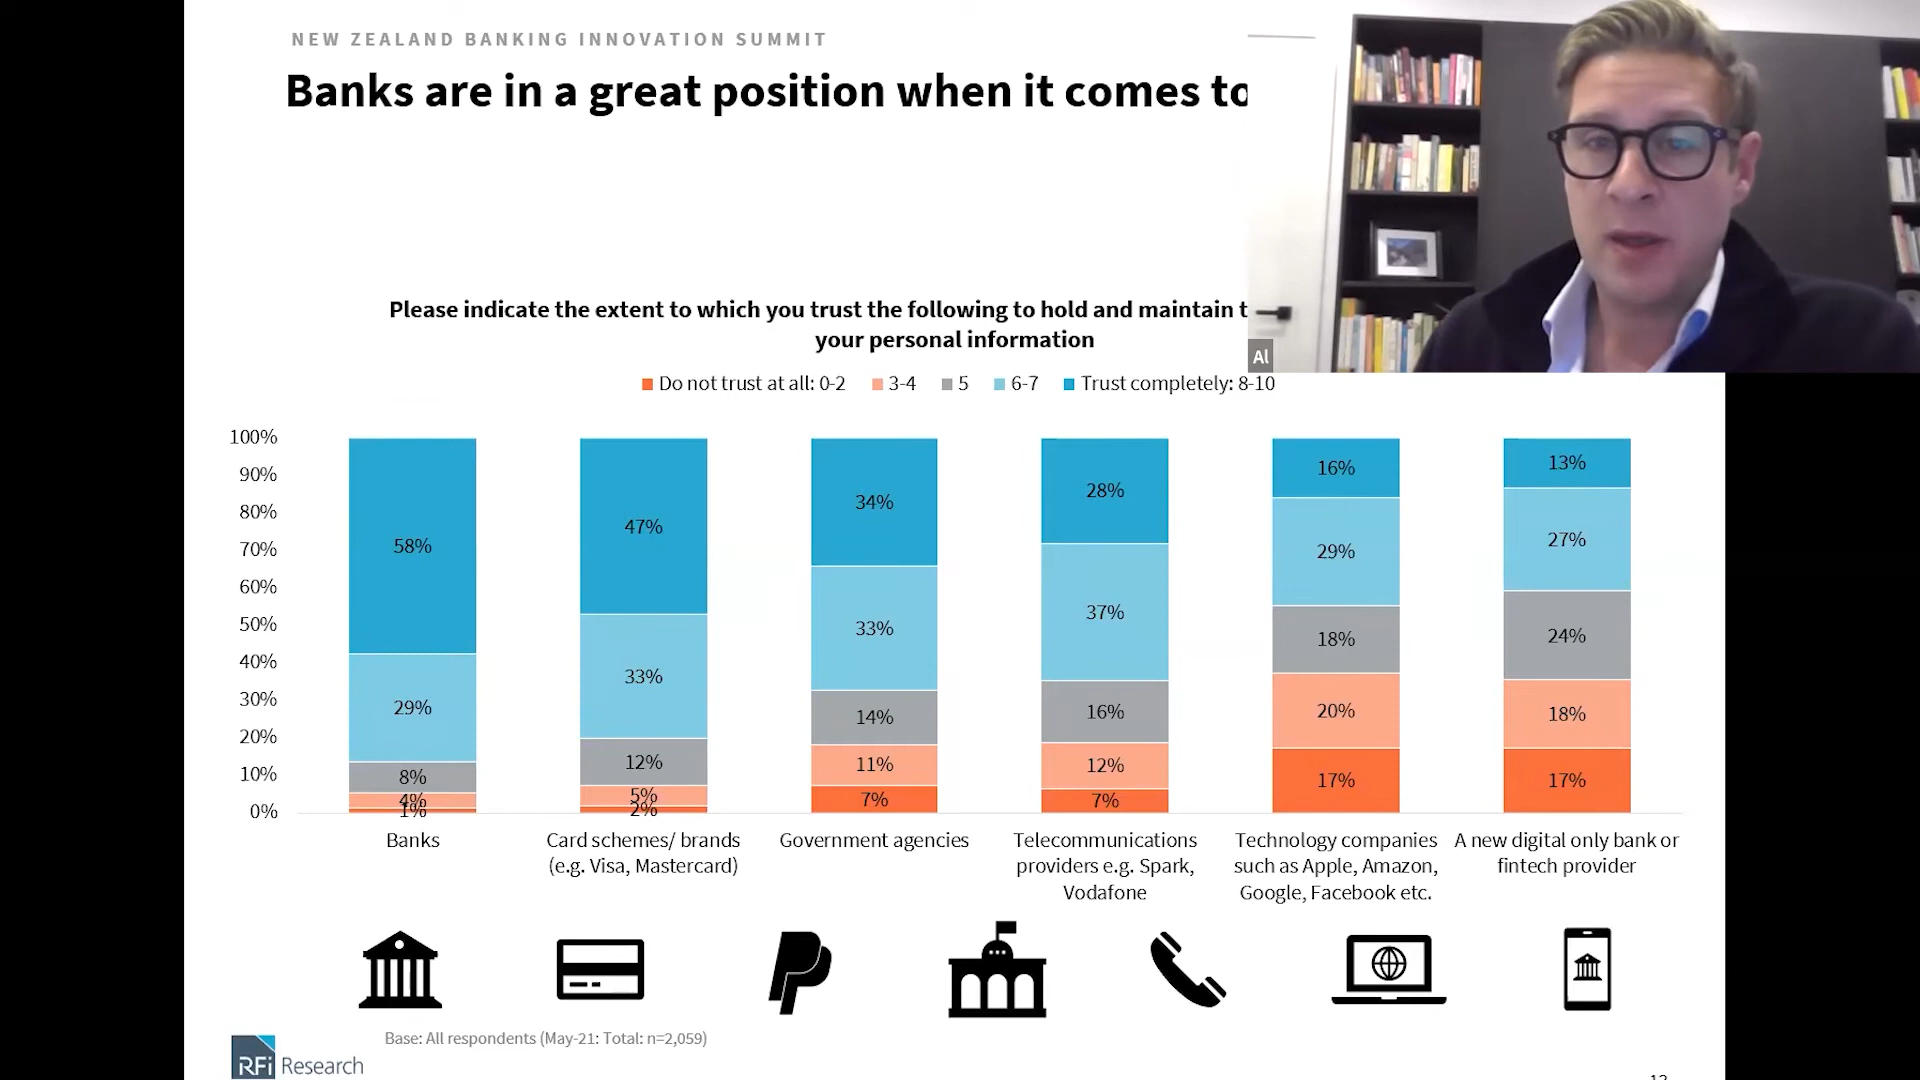 NEW ZEALAND BANKING INNOVATION SUMMIT
Banks are in a great position when it comes to
Please indicate the extent to which you trust the following to hold and maintain
your personal information
Al
Do not trust at all: 0-2 3-4 5 6-7 Trust completely: 8-10
100%
90%
80%
70%
60%
50%
40%
30%
20%
10%
0%
58%
29%
8%
4%
1%
47%
33%
12%
5%
2%
34%
33%
14%
11%
7%
28%
37%
16%
12%
7%
16%
29%
18%
20%
17%
13%
27%
24%
18%
17%
Banks
Card schemes/ brands
(e.g. Visa, Mastercard)
Government agencies
Telecommunications
providers e.g. Spark,
Vodafone
Technology companies
such as Apple, Amazon,
Google, Facebook etc.
A new digital only bank or
fintech provider
Base: All respondents (May-21: Total: n=2,059)
RFi Research